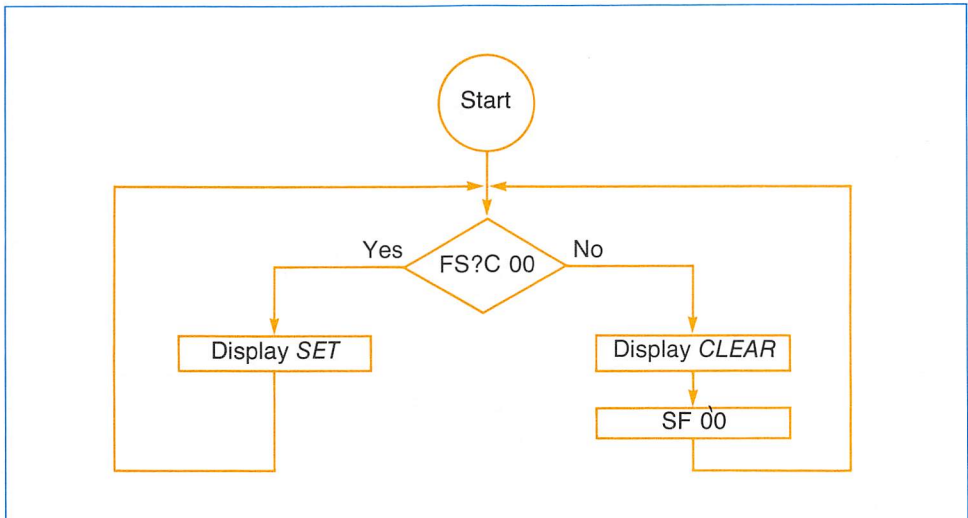 Start
Yes
FS?C 00
No
Display SET
Display CLEAR
SF 00